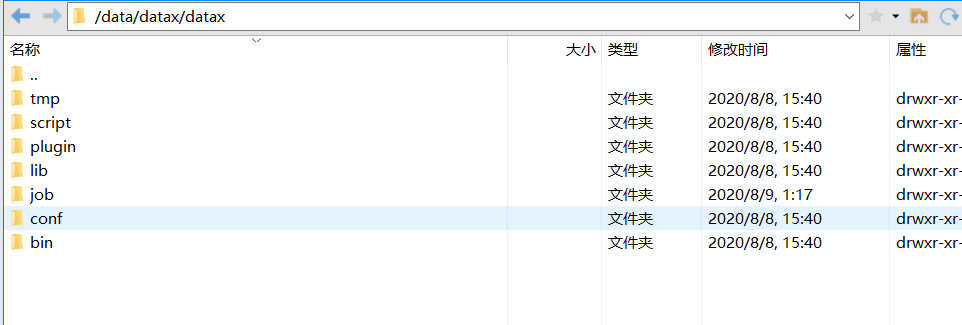 /data/datax/datax
名称 大小 类型 修改时间 属性
..
tmp 文件夹 2020/8/8, 15:40 drwxr-xr-
script 文件夹 2020/8/8, 15:40 drwxr-xr-
plugin 文件夹 2020/8/8, 15:40 drwxr-xr-
lib 文件夹 2020/8/8, 15:40 drwxr-xr-
job 文件夹 2020/8/9, 1:17 drwxr-xr-
conf 文件夹 2020/8/8, 15:40 drwxr-xr-
bin 文件夹 2020/8/8, 15:40 drwxr-xr-